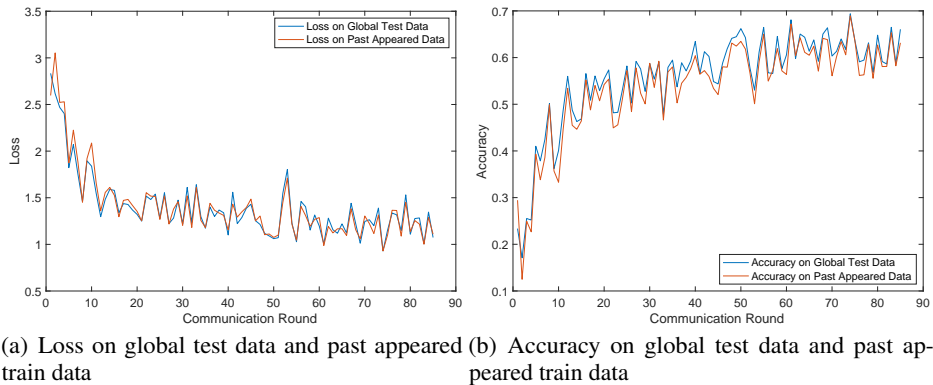 Loss on Global Test Data
Loss on Past Appeared Data
3.5
3
2.5
2
1.5
1
0.5
Loss
0 10 20 30 40 50 60 70 80 90
Communication Round
0.7
0.6
0.5
0.4
0.3
0.2
0.1
Accuracy
Accuracy on Global Test Data
Accuracy on Past Appeared Data
0 10 20 30 40 50 60 70 80 90
Communication Round
(a) Loss on global test data and past appeared
train data
(b) Accuracy on global test data and past ap-
peared train data